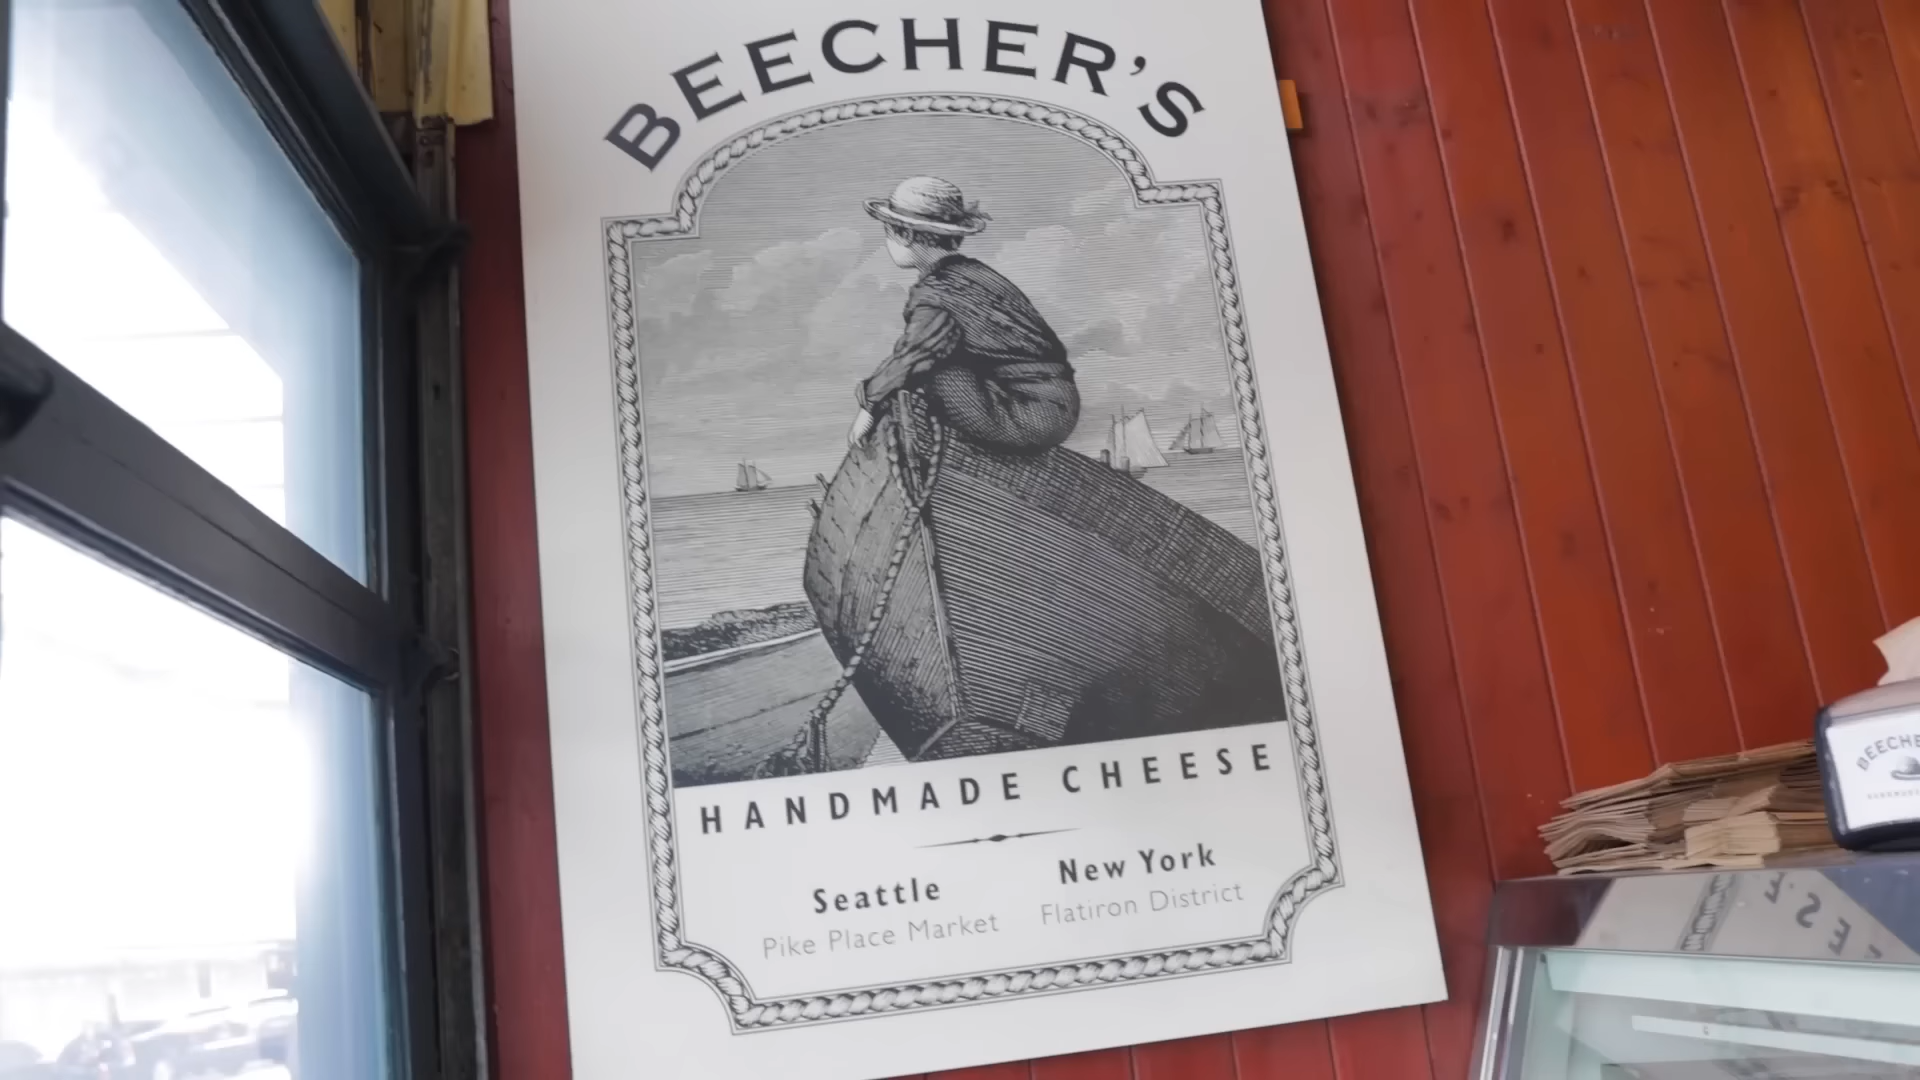 BEECHER'S
HANDMADE CHEESE
Seattle
Pike Place Market
New York
Flatiron District